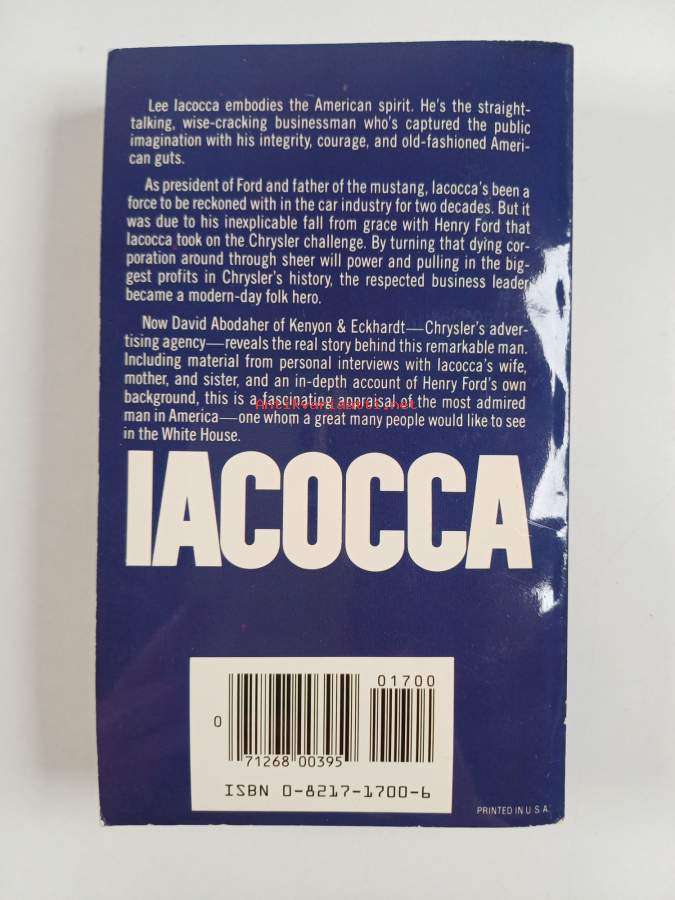 Lee Iacocca embodies the American spirit. He's the straight-
talking, wise-cracking businessman who's captured the public
imagination with his integrity, courage, and old-fashioned Ameri-
can guts.
As president of Ford and father of the mustang, Iacocca's been a
force to be reckoned with in the car industry for two decades. But it
was due to his inexplicable fall from grace with Henry Ford that
Iacocca took on the Chrysler challenge. By turning that dying cor-
poration around through sheer will power and pulling in the big-
gest profits in Chrysler's history, the respected business leader
became a modern-day folk hero.
Now David Abodaher of Kenyon & Eckhardt—Chrysler's adver-
tising agency—reveals the real story behind this remarkable man.
Including material from personal interviews with Iacocca's wife,
mother, and sister, and an in-depth account of Henry Ford's own
background, this is a fascinating appraisal of the most admired
Antikvariaatti.net
man in America—one whom a great many people would like to see
in the White House.
IACOCCA
01700
0
71268 00395
ISBN 0-8217-1700-6
PRINTED IN U.S.A.